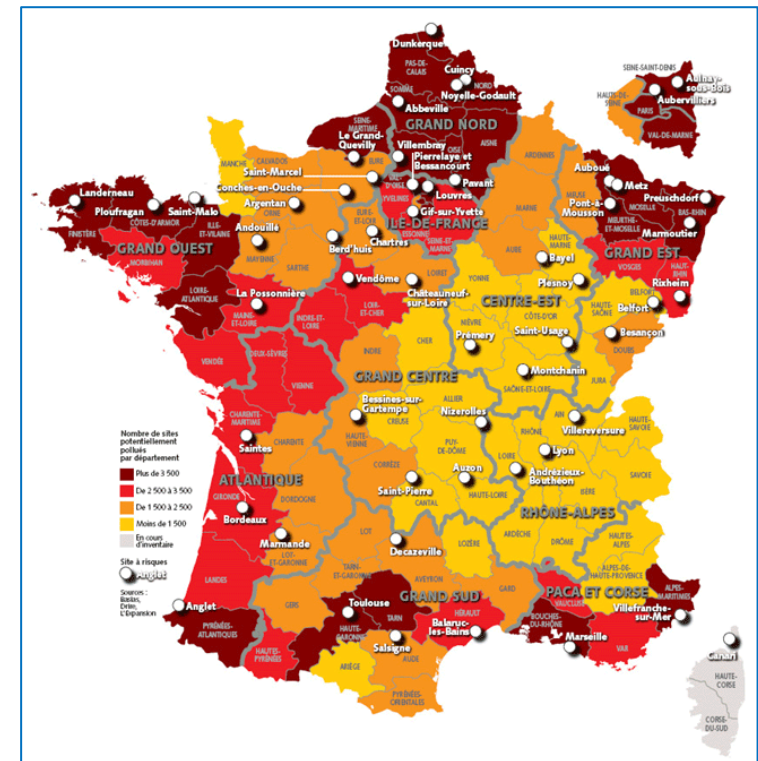 Dunkerque
PAS-DE-
CALAIS
Cuincy
NORD
Noyelle-Godault
SOMME
Abbeville
GRAND NORD
SEINE-
MARITIME
Le Grand-
Quevilly
EURE
OISE
AISNE
Villembray
Pierrelaye et
Bessancourt
Saint-Marcel
Conches-en-Ouche
Pavant
VAL-
D'OISE
Louvres
YVELINES
Gif-sur-Yvette
ESSONNE
ÎLE-DE-FRANCE
SEINE-ET-
MARNE
SEINE-SAINT-DENIS
Aulnay-
sous-Bois
HAUTS-DE-
SEINE
Aubervilliers
PARIS
VAL-DE-MARNE
MANCHE
CALVADOS
Argentan
ORNE
EURE-
ET-LOIR
ARDENNES
MARNE
MEUSE
Auboué
Metz
MOSELLE
Preuschdorf
Pont-à-
Mousson
BAS-RHIN
MEURTHE-
ET-MOSELLE
Marmoutier
Landerneau
Ploufragan
Saint-Malo
CÔTES-D'ARMOR
FINISTÈRE
ILLE-
ET-VILAINE
GRAND OUEST
MORBIHAN
Andouillé
MAYENNE
SARTHE
Berd'huis
Chartres
AUBE
HAUTE-
MARNE
Bayel
GRAND EST
VOSGES
HAUT-
RHIN
Rixheim
LOIRE-
ATLANTIQUE
La Possonnière
MAINE-
ET-LOIRE
Vendôme
LOIR-
ET-CHER
INDRE-ET-
LOIRE
LOIRET
Châteauneuf-
sur-Loire
YONNE
Plesnoy
CENTRE-EST
CÔTE-D'OR
HAUTE-
SAÔNE
BELFORT
Belfort
NIÈVRE
Prémery
Saint-Usage
Besançon
DOUBS
JURA
VENDÉE
DEUX-SÈVRES
VIENNE
INDRE
CHER
GRAND CENTRE
Montchanin
SAÔNE-ET-LOIRE
ALLIER
Bessines-sur-
Gartempe
CREUSE
Nizerolles
AIN
Villereversure
HAUTE-
SAVOIE
CHARENTE-
MARITIME
Saintes
CHARENTE
HAUTE-
VIENNE
PUY-
DE-DÔME
RHÔNE
LOIRE
Lyon
Andrézieux-
Bouthéon
SAVOIE
ISÈRE
CORRÈZE
Auzon
Saint-Pierre
CANTAL
HAUTE-LOIRE
RHÔNE-ALPES
ARDÈCHE
DRÔME
HAUTES-
ALPES
ATLANTIQUE
GIRONDE
DORDOGNE
Bordeaux
Marmande
LOT-
ET-GARONNE
LOT
Decazeville
LOZÈRE
ALPES-DE-
HAUTE-PROVENCE
LANDES
TARN-
ET-GARONNE
AVEYRON
GARD
GRAND SUD
PACA ET CORSE
VAUCLUSE
ALPES-
MARITIMES
Anglet
GERS
Toulouse
TARN
HÉRAULT
Balaruc-
les-Bains
BOUCHES-
DU-RHÔNE
Villefranche-
sur-Mer
PYRÉNÉES-
ATLANTIQUES
HAUTES-
PYRÉNÉES
HAUTE-
GARONNE
Salsigne
AUDE
Marseille
VAR
ARIÈGE
PYRÉNÉES-
ORIENTALES
Canari
HAUTE-
CORSE
CORSE-
DU-SUD
Nombre de sites
potentiellement
pollués
par département
Plus de 3 500
De 2 500 à 3 500
De 1 500 à 2 500
Moins de 1 500
En cours
d'inventaire
Site à risques
Anglet
Sources :
Basias,
Drire,
L'Expansion